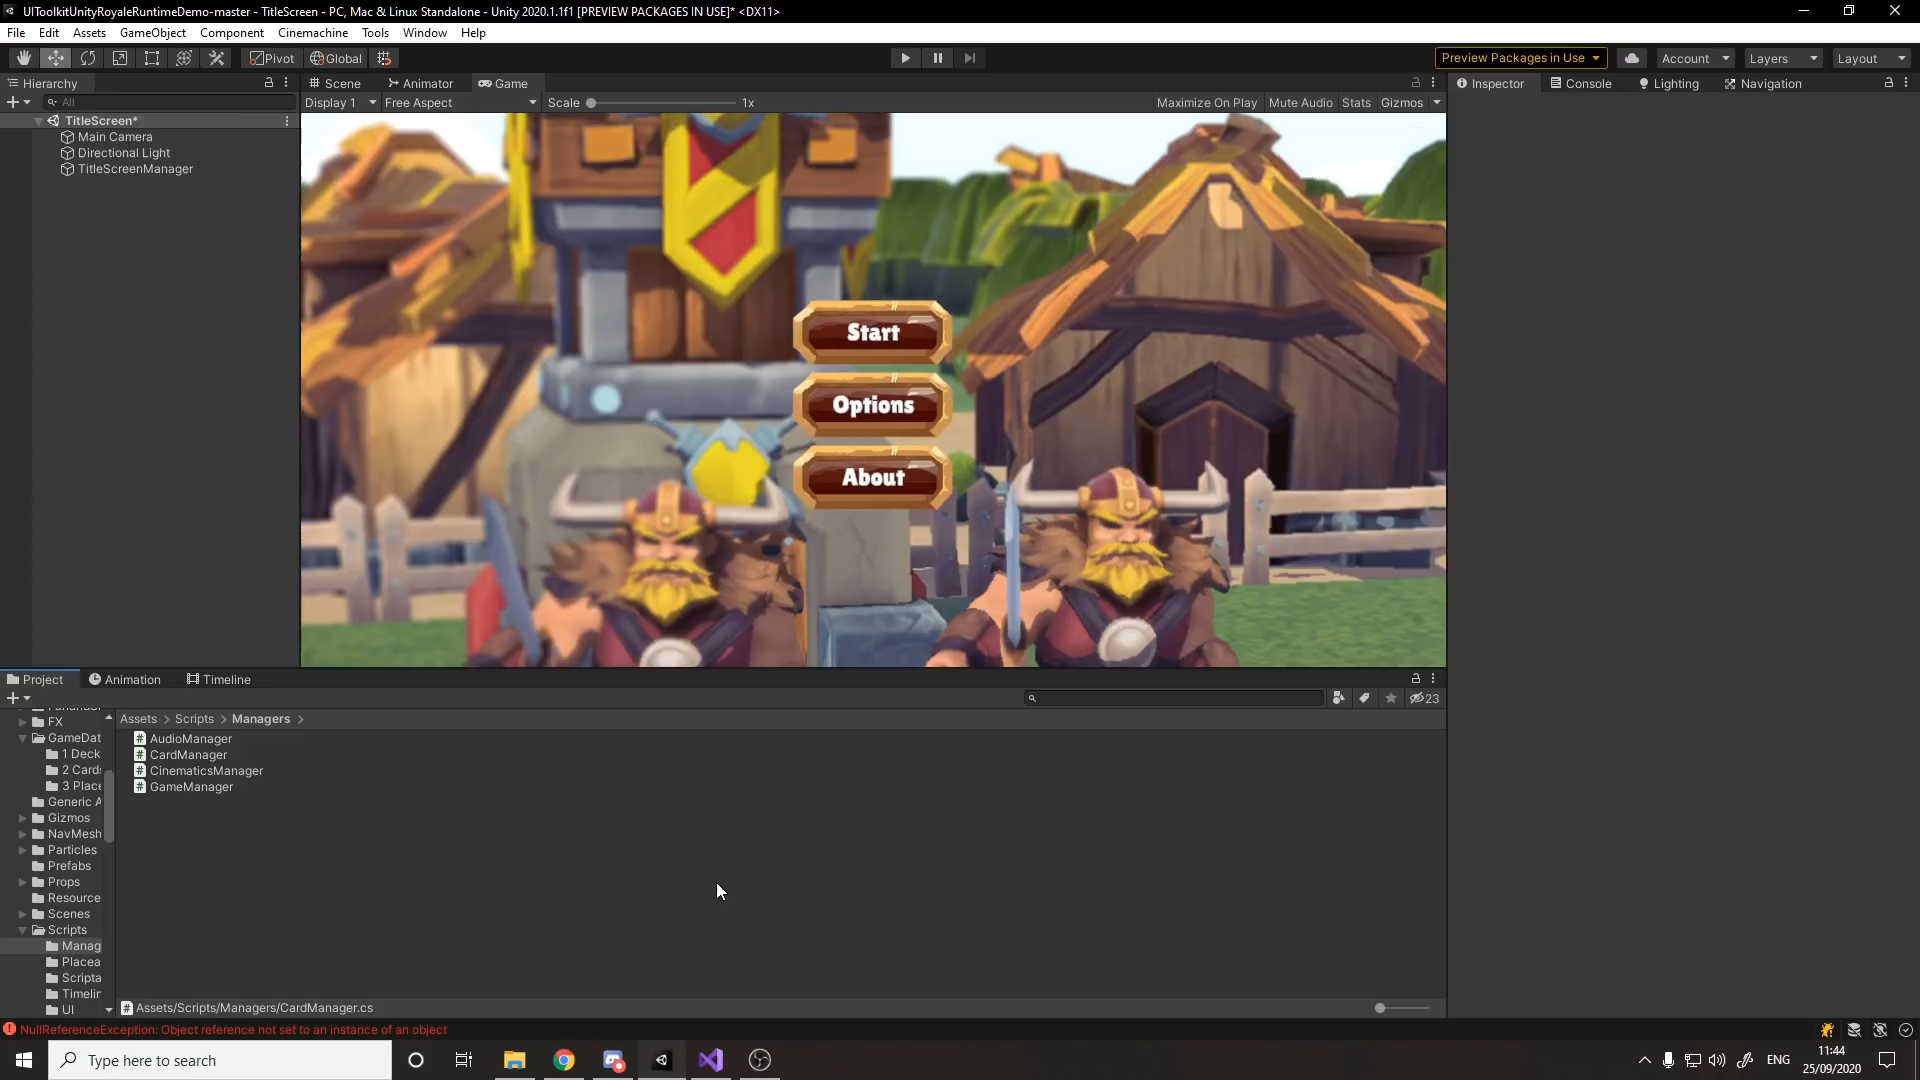 UIToolkitUnityRoyaleRuntimeDemo-master - TitleScreen - PC, Mac & Linux Standalone - Unity 2020.1.1f1 [PREVIEW PACKAGES IN USE]* <DX11>
File Edit Assets GameObject Component Cinemachine Tools Window Help
Pivot Global Preview Packages in Use Account Layers Layout
Hierarchy Scene Animator Game Inspector Console Lighting Navigation
All Display 1 Free Aspect Scale 1x Maximize On Play Mute Audio Stats Gizmos
TitleScreen*
Main Camera
Directional Light
TitleScreenManager
Start
Options
About
Project Animation Timeline
23
FX
GameDat
1 Deck
2 Card
3 Place
Generic A
Gizmos
NavMesh
Particles
Prefabs
Props
Resource
Scenes
Scripts
Manag
Placea
Scripta
Timelin
UI
Assets > Scripts > Managers >
AudioManager
CardManager
CinematicsManager
GameManager
Assets/Scripts/Managers/CardManager.cs
NullReferenceException: Object reference not set to an instance of an object
Type here to search
ENG
11:44
25/09/2020